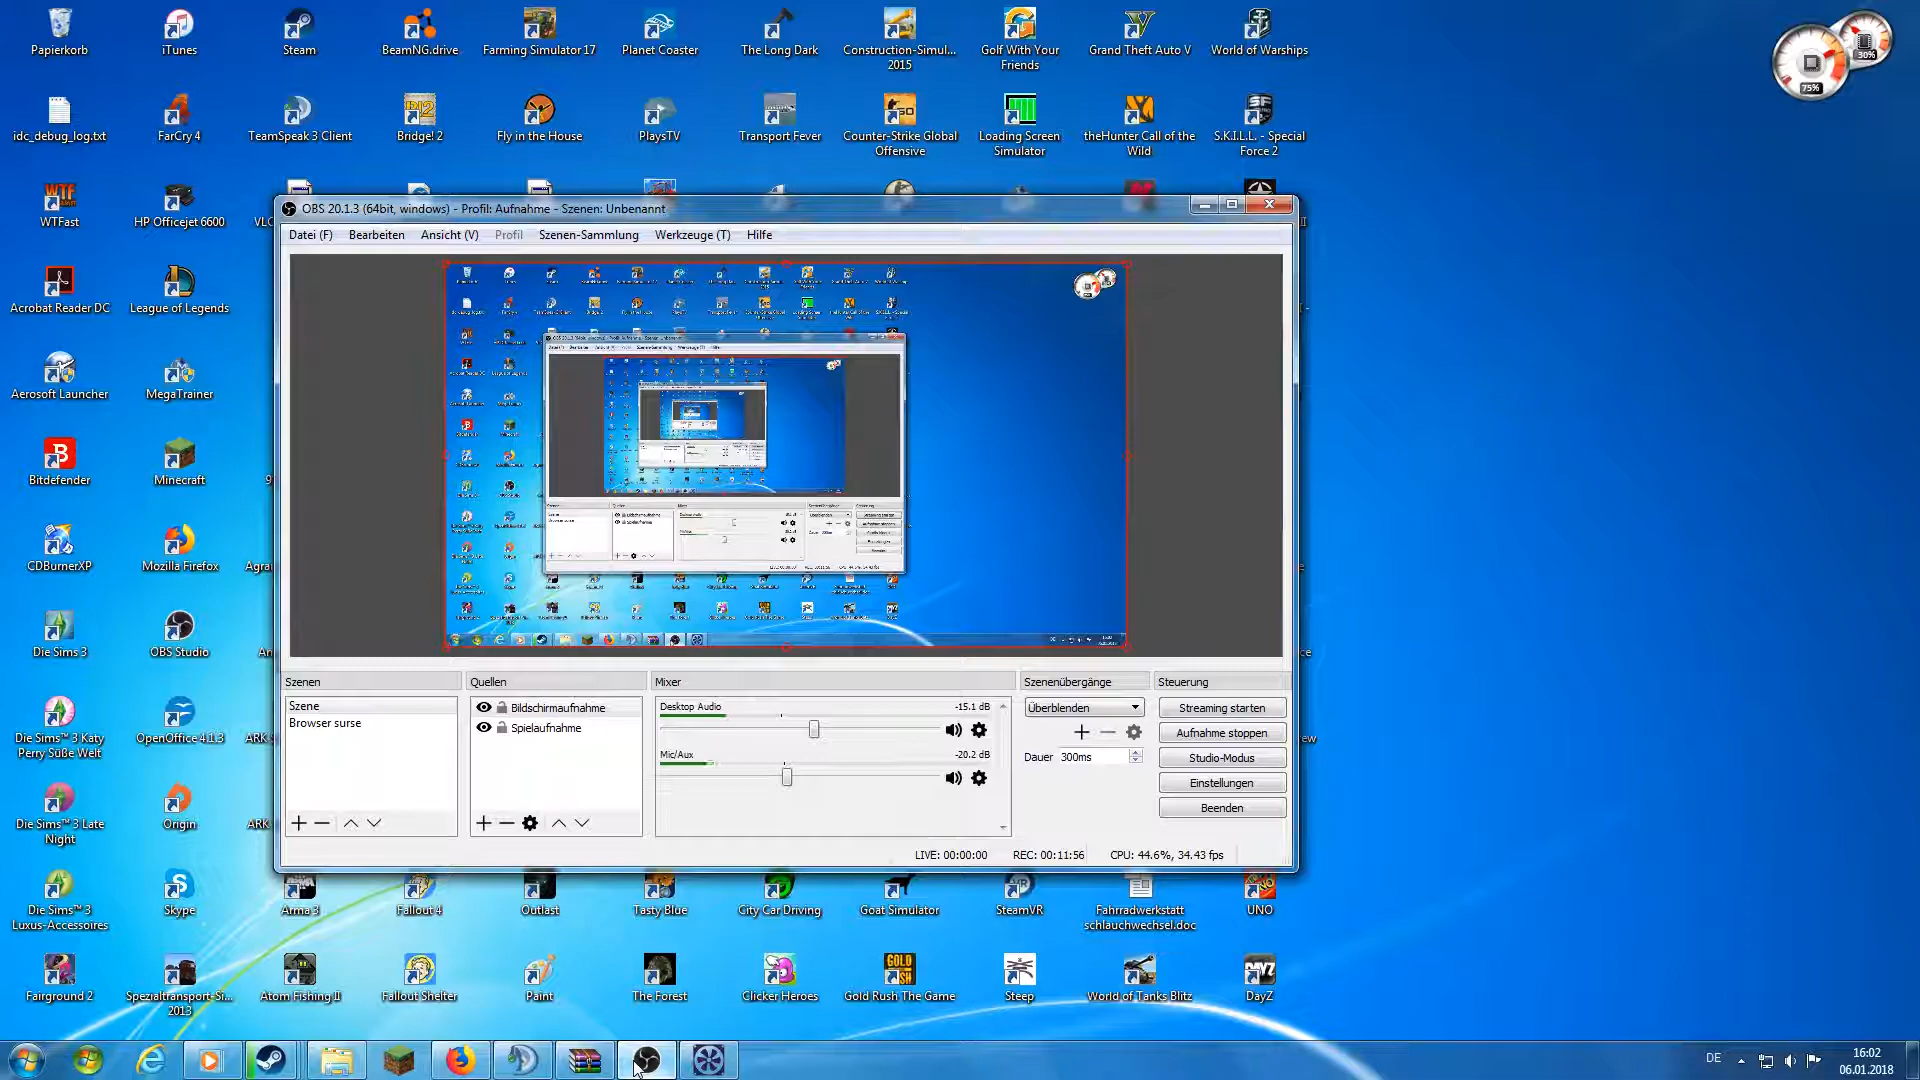 Papierkorb
iTunes
Steam
BeamNG.drive
Farming Simulator 17
Planet Coaster
The Long Dark
Construction-Simul...
2015
Golf With Your
Friends
Grand Theft Auto V
World of Warships
30%
75%
idc_debug_log.txt
FarCry 4
TeamSpeak 3 Client
Bridge! 2
Fly in the House
PlaysTV
Transport Fever
Counter-Strike Global
Offensive
Loading Screen
Simulator
theHunter Call of the
Wild
S.K.I.L.L. - Special
Force 2
WTFast
HP Officejet 6600
OBS 20.1.3 (64bit, windows) - Profil: Aufnahme - Szenen: Unbenannt
Datei (F)
Bearbeiten
Ansicht (V)
Profil
Szenen-Sammlung
Werkzeuge (T)
Hilfe
Acrobat Reader DC
League of Legends
Aerosoft Launcher
MegaTrainer
Bitdefender
Minecraft
CDBurnerXP
Mozilla Firefox
Die Sims 3
OBS Studio
Die Sims™ 3 Katy
Perry Süße Welt
OpenOffice 4.1.3
Die Sims™ 3 Late
Night
Origin
Szenen
Szene
Browser surse
Quellen
Bildschirmaufnahme
Spielaufnahme
Mixer
Desktop Audio
-15.1 dB
Mic/Aux
-20.2 dB
Szenenübergänge
Überblenden
Dauer
300ms
Steuerung
Streaming starten
Aufnahme stoppen
Studio-Modus
Einstellungen
Beenden
LIVE: 00:00:00
REC: 00:11:56
CPU: 44.6%, 34.43 fps
Die Sims™ 3
Luxus-Accessoires
Skype
Arma 3
Fallout 4
Outlast
Tasty Blue
City Car Driving
Goat Simulator
SteamVR
Fahrradwerkstatt
schlauchwechsel.doc
UNO
Fairground 2
Spezialtransport-Si...
2013
Atom Fishing II
Fallout Shelter
Paint
The Forest
Clicker Heroes
Gold Rush The Game
Steep
World of Tanks Blitz
DayZ
DE
16:02
06.01.2018